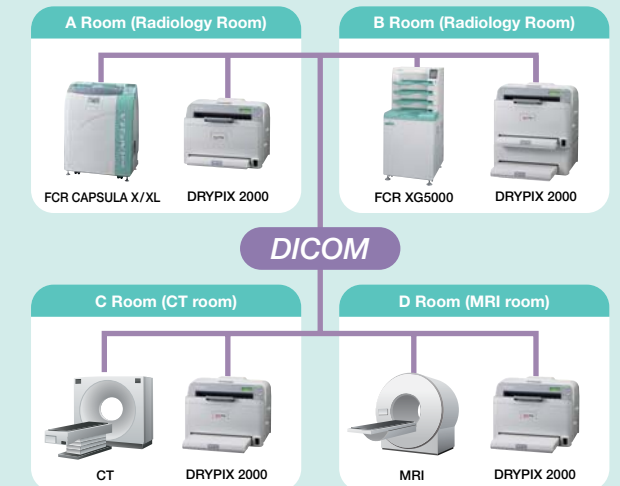 A Room (Radiology Room)
B Room (Radiology Room)
FCR CAPSULA X/XL
DRYPIX 2000
FCR XG5000
DRYPIX 2000
DICOM
C Room (CT room)
D Room (MRI room)
CT
DRYPIX 2000
MRI
DRYPIX 2000